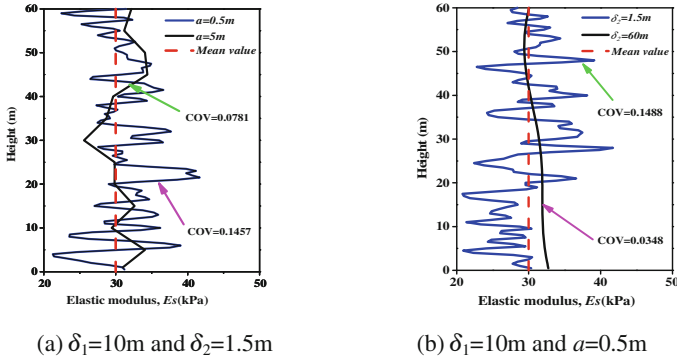 60
50
40
30
20
10
0
Height (m)
a=0.5m
a=5m
Mean value
COV=0.0781
COV=0.1457
20 30 40 50
Elastic modulus, Es(kPa)
(a) δ₁=10m and δ₂=1.5m
60
50
40
30
20
10
0
Height (m)
δ₂=1.5m
δ₂=60m
Mean value
COV=0.1488
COV=0.0348
20 30 40 50
Elastic modulus, Es(kPa)
(b) δ₁=10m and a=0.5m